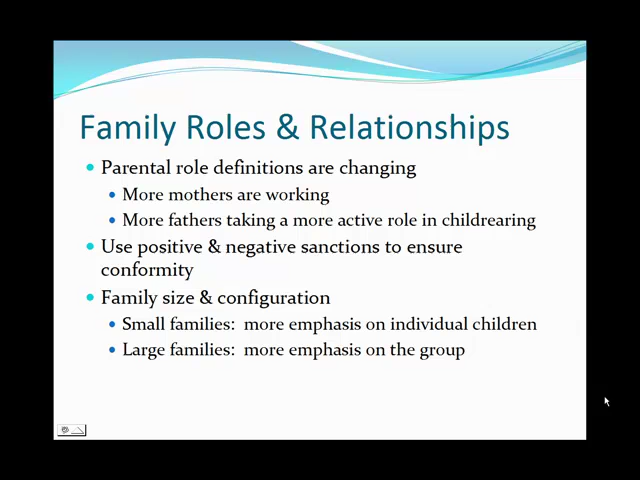 Family Roles & Relationships
Parental role definitions are changing
More mothers are working
More fathers taking a more active role in childrearing
Use positive & negative sanctions to ensure
conformity
Family size & configuration
Small families: more emphasis on individual children
Large families: more emphasis on the group